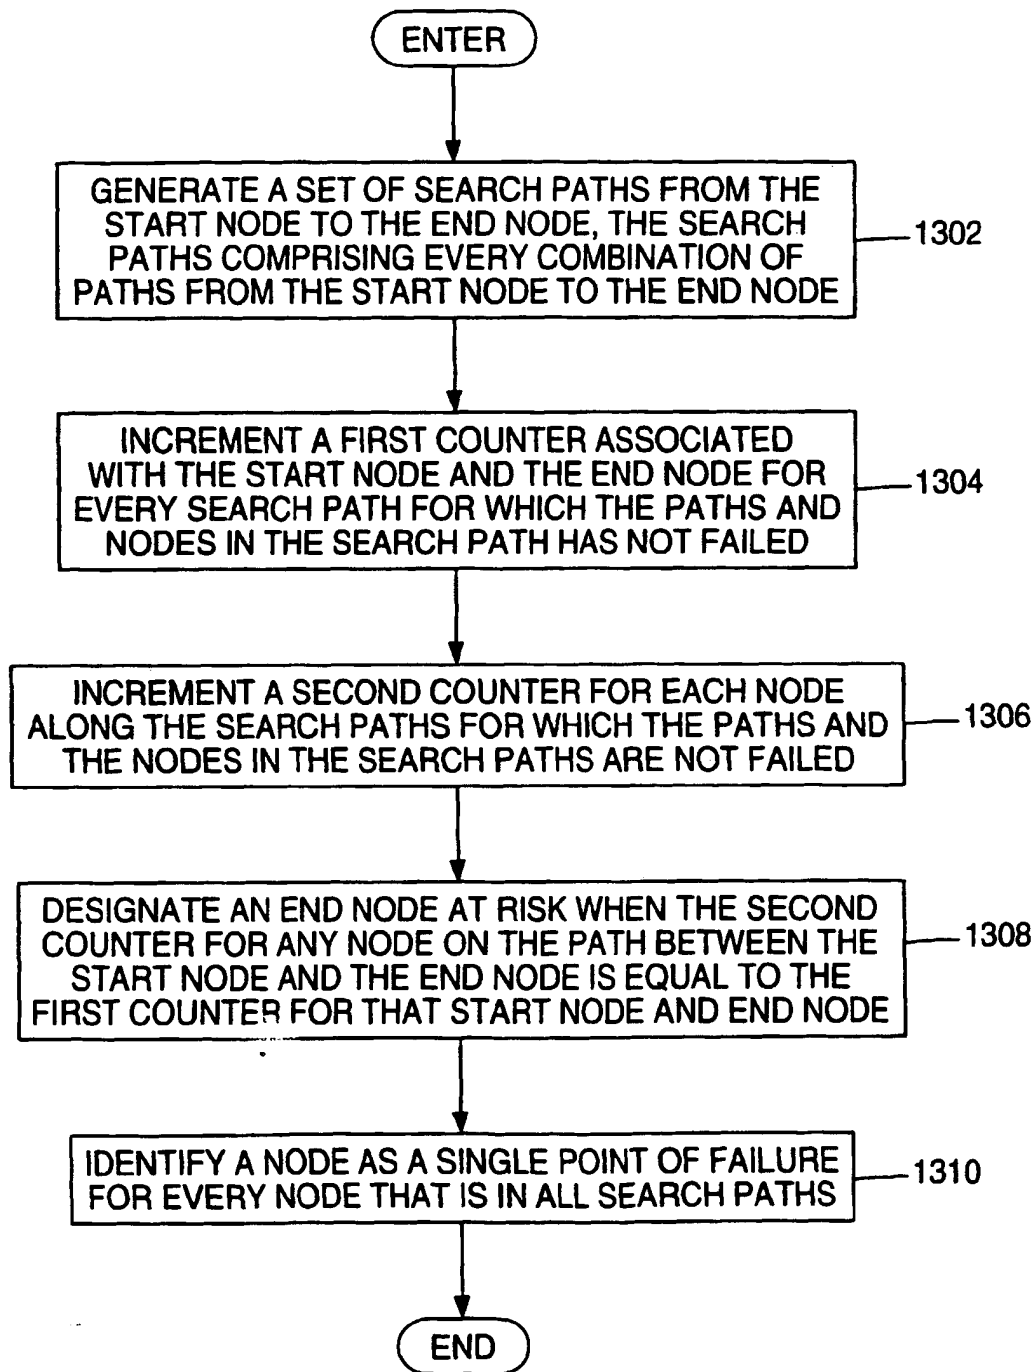 ENTER
GENERATE A SET OF SEARCH PATHS FROM THE
START NODE TO THE END NODE, THE SEARCH
PATHS COMPRISING EVERY COMBINATION OF
PATHS FROM THE START NODE TO THE END NODE
1302
INCREMENT A FIRST COUNTER ASSOCIATED
WITH THE START NODE AND THE END NODE FOR
EVERY SEARCH PATH FOR WHICH THE PATHS AND
NODES IN THE SEARCH PATH HAS NOT FAILED
1304
INCREMENT A SECOND COUNTER FOR EACH NODE
ALONG THE SEARCH PATHS FOR WHICH THE PATHS AND
THE NODES IN THE SEARCH PATHS ARE NOT FAILED
1306
DESIGNATE AN END NODE AT RISK WHEN THE SECOND
COUNTER FOR ANY NODE ON THE PATH BETWEEN THE
START NODE AND THE END NODE IS EQUAL TO THE
FIRST COUNTER FOR THAT START NODE AND END NODE
1308
IDENTIFY A NODE AS A SINGLE POINT OF FAILURE
FOR EVERY NODE THAT IS IN ALL SEARCH PATHS
1310
END